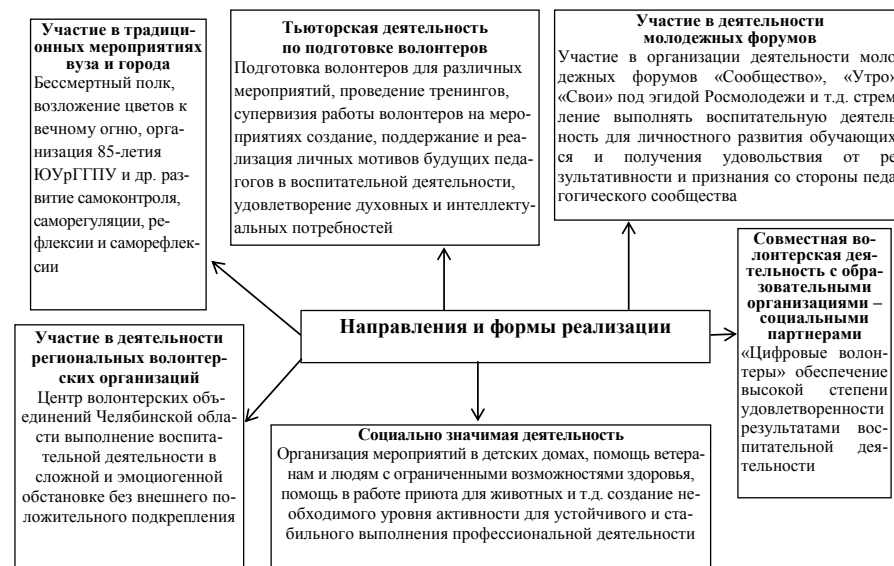 Участие в традици-
онных мероприятиях
вуза и города
Бессмертный полк,
возложение цветов к
вечному огню, орга-
низация 85-летия
ЮУрГГПУ и др. раз-
витие самоконтроля,
саморегуляции, ре-
флексии и саморефлек-
сии
Тьюторская деятельность
по подготовке волонтеров
Подготовка волонтеров для различных
мероприятий, проведение тренингов,
супервизия работы волонтеров на меро-
приятиях создание, поддержание и ре-
ализация личных мотивов будущих педа-
гогов в воспитательной деятельности,
удовлетворение духовных и интеллекту-
альных потребностей
Участие в деятельности
молодежных форумов
Участие в организации деятельности моло
дежных форумов «Сообщество», «Утро»
«Свои» под эгидой Росмолодежи и т.д. стрем
ление выполнять воспитательную деятель
ность для личностного развития обучающих
ся и получения удовольствия от ре
зультативности и признания со стороны педа
гогического сообщества
Направления и формы реализации
Совместная во-
лонтерская дея-
тельность с обра-
зовательными
организациями –
социальными
партнерами
«Цифровые волон-
теры» обеспечение
высокой степени
удовлетворенности
результатами вос-
питательной дея-
тельности
Участие в деятельности
региональных волонтер-
ских организаций
Центр волонтерских объ-
единений Челябинской обла-
сти выполнение воспита-
тельной деятельности в
сложной и эмоциогенной
обстановке без внешнего по-
ложительного подкрепления
Социально значимая деятельность
Организация мероприятий в детских домах, помощь ветера-
нам и людям с ограниченными возможностями здоровья,
помощь в работе приюта для животных и т.д. создание не-
обходимого уровня активности для устойчивого и ста-
бильного выполнения профессиональной деятельности